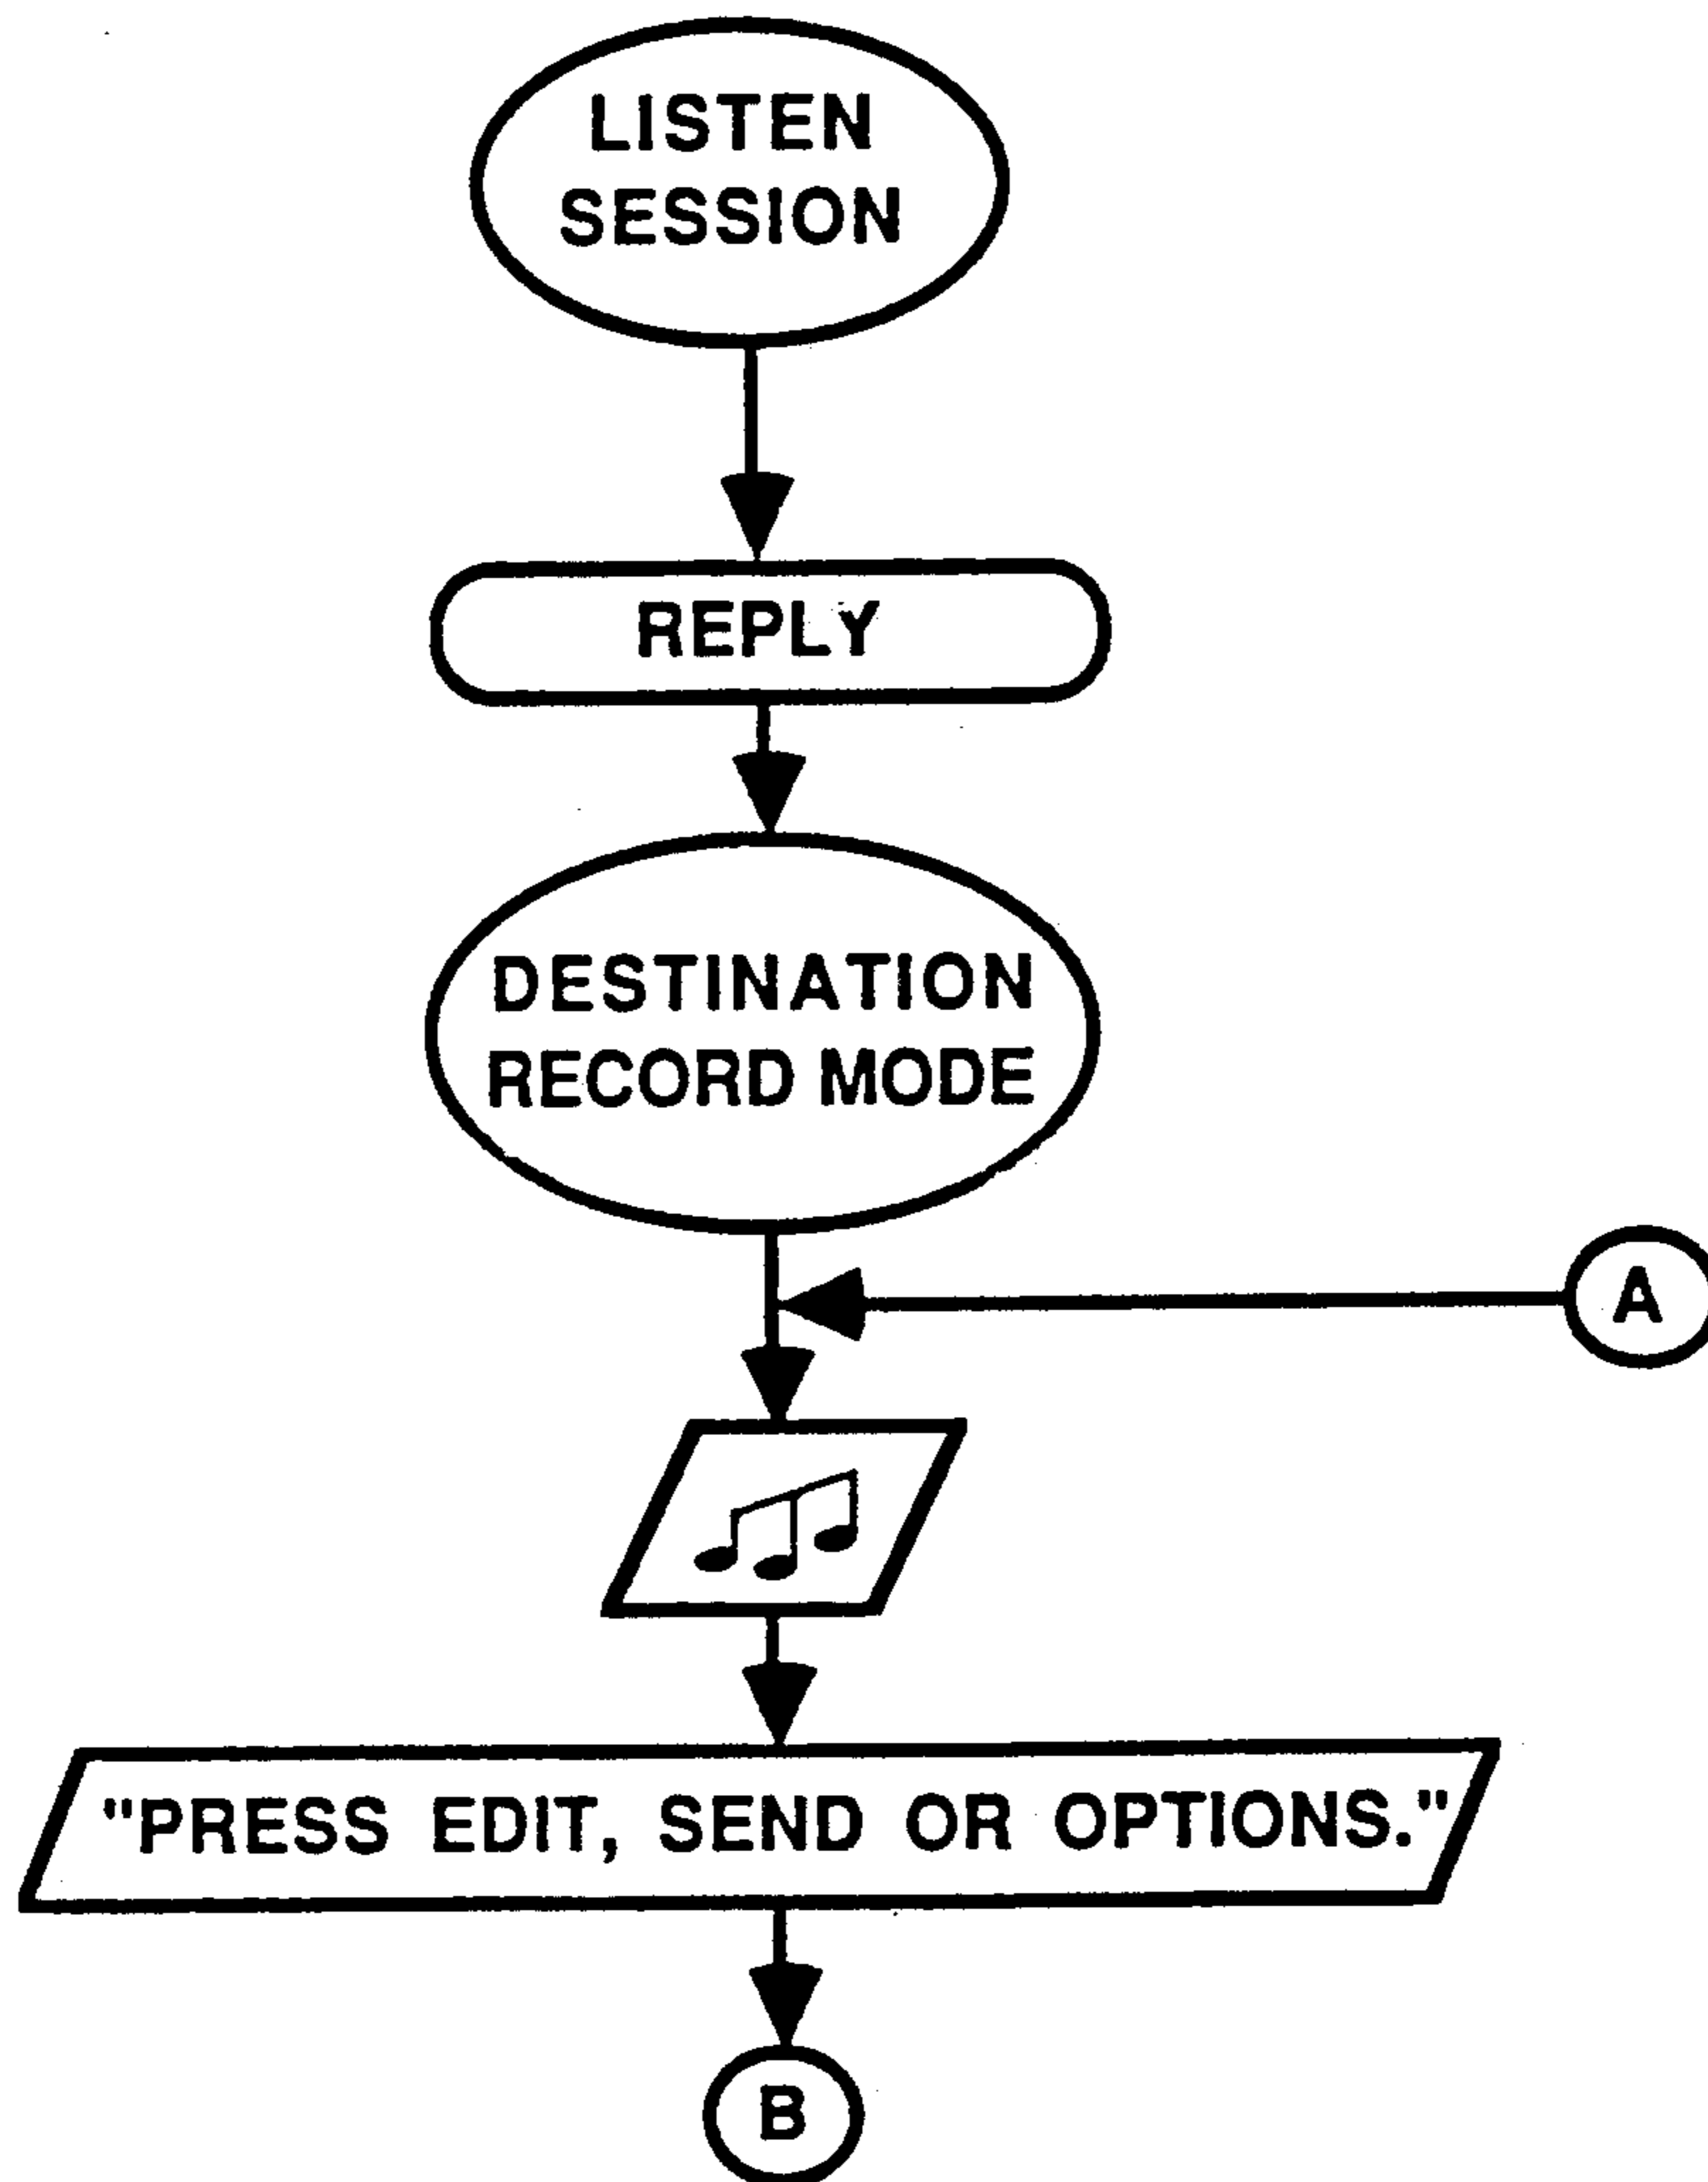 LISTEN
SESSION
REPLY
DESTINATION
RECORD MODE
A
"PRESS EDIT, SEND OR OPTIONS."
B